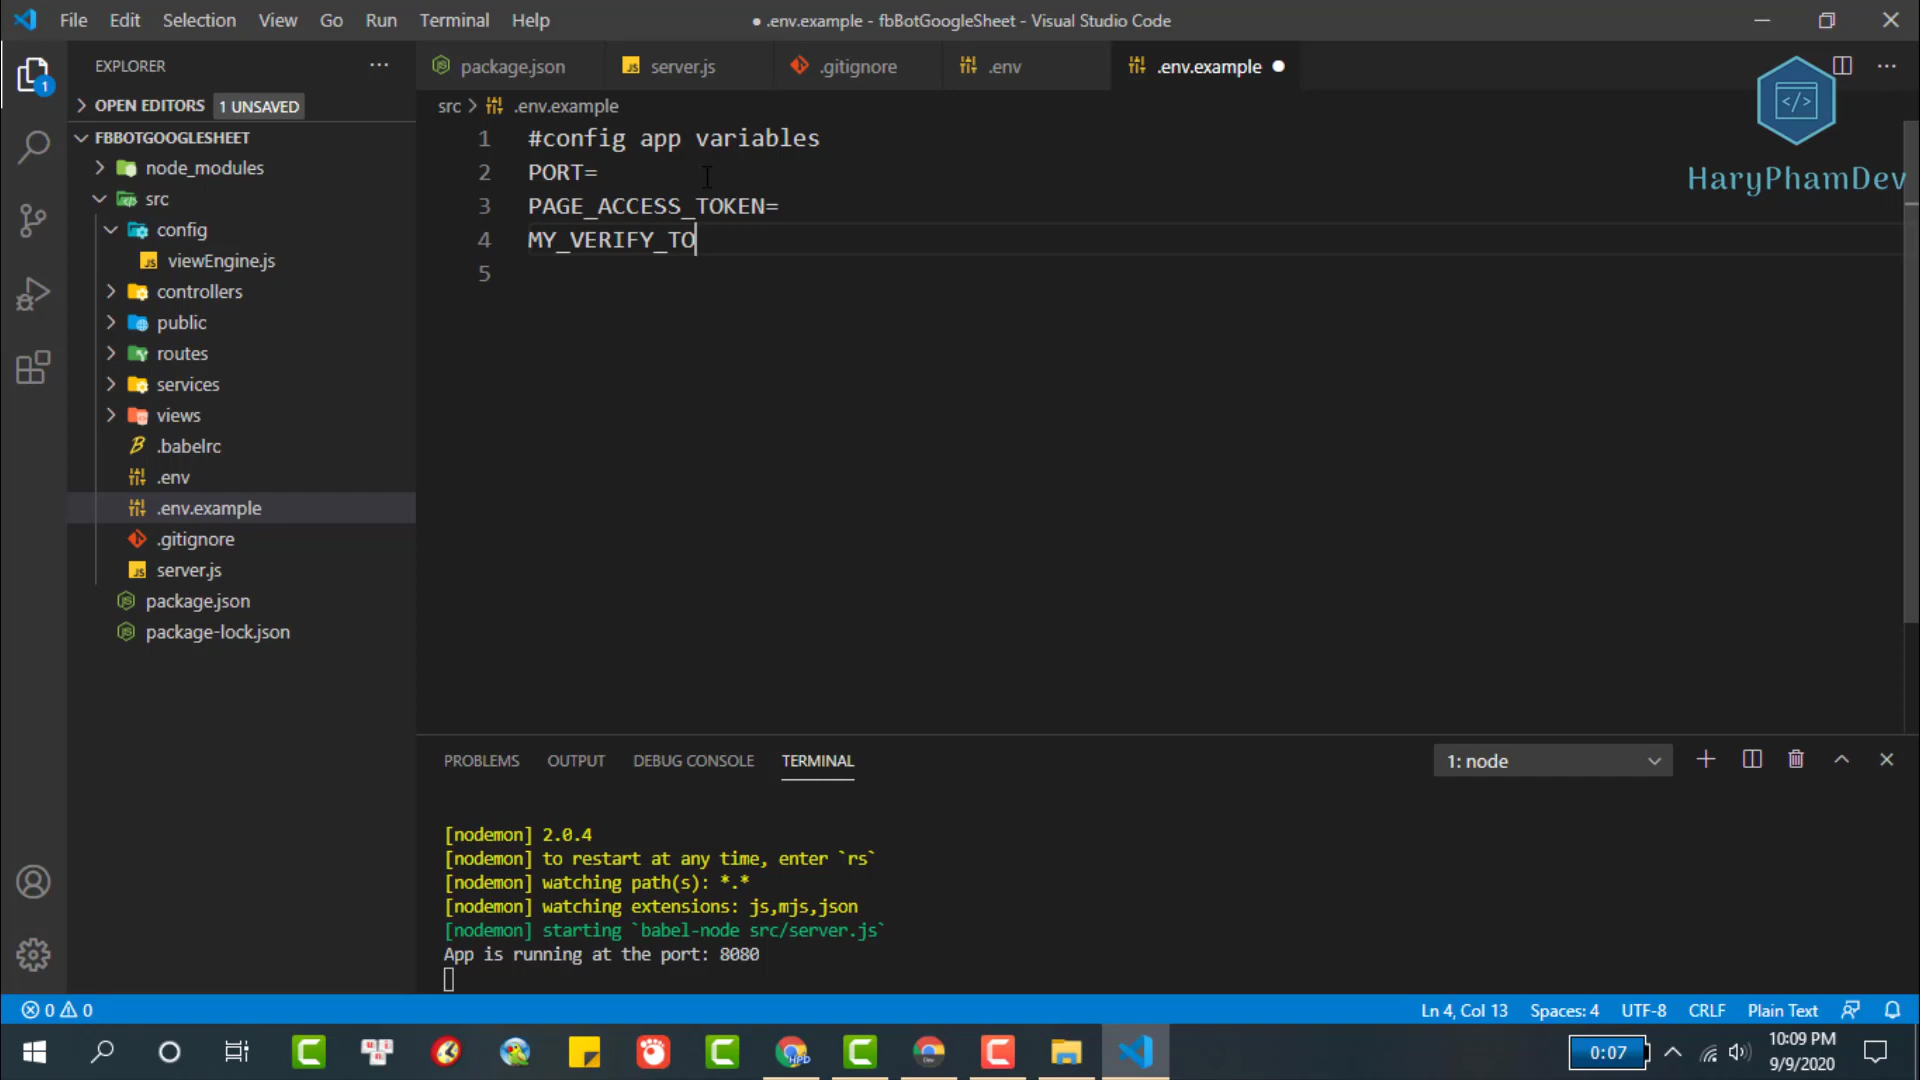 File Edit Selection View Go Run Terminal Help
● .env.example - fbBotGoogleSheet - Visual Studio Code
EXPLORER
package.json
server.js
.gitignore
.env
.env.example
OPEN EDITORS 1 UNSAVED
src > .env.example
FBBOTGOOGLESHEET
node_modules
src
config
viewEngine.js
controllers
public
routes
services
views
.babelrc
.env
.env.example
.gitignore
server.js
package.json
package-lock.json
1
1 #config app variables
2 PORT=
3 PAGE_ACCESS_TOKEN=
4 MY_VERIFY_TO
5
</>
HaryPhamDev
PROBLEMS OUTPUT DEBUG CONSOLE TERMINAL
1: node
[nodemon] 2.0.4
[nodemon] to restart at any time, enter `rs`
[nodemon] watching path(s): *.*
[nodemon] watching extensions: js,mjs,json
[nodemon] starting `babel-node src/server.js`
App is running at the port: 8080
0 0
Ln 4, Col 13 Spaces: 4 UTF-8 CRLF Plain Text
HPD
Dev
0:07
10:09 PM
9/9/2020